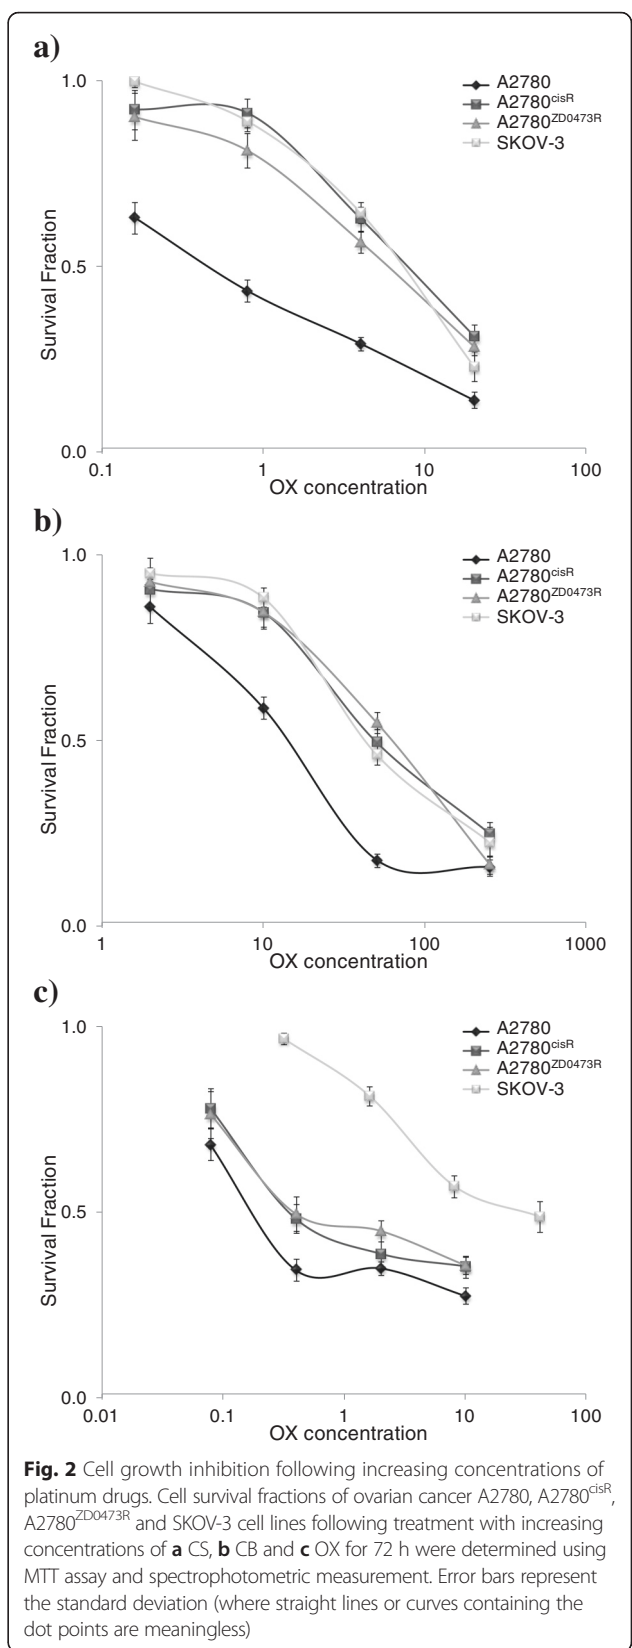 a)
1.0
0.5
0.0
Survival Fraction
A2780
A2780cisR
A2780ZD0473R
SKOV-3
0.1 1 10 100
OX concentration
b)
1.0
0.5
0.0
Survival Fraction
A2780
A2780cisR
A2780ZD0473R
SKOV-3
1 10 100 1000
OX concentration
c)
1.0
0.5
0.0
Survival Fraction
A2780
A2780cisR
A2780ZD0473R
SKOV-3
0.01 0.1 1 10 100
OX concentration
Fig. 2 Cell growth inhibition following increasing concentrations of
platinum drugs. Cell survival fractions of ovarian cancer A2780, A2780cisR,
A2780ZD0473R and SKOV-3 cell lines following treatment with increasing
concentrations of a CS, b CB and c OX for 72 h were determined using
MTT assay and spectrophotometric measurement. Error bars represent
the standard deviation (where straight lines or curves containing the
dot points are meaningless)